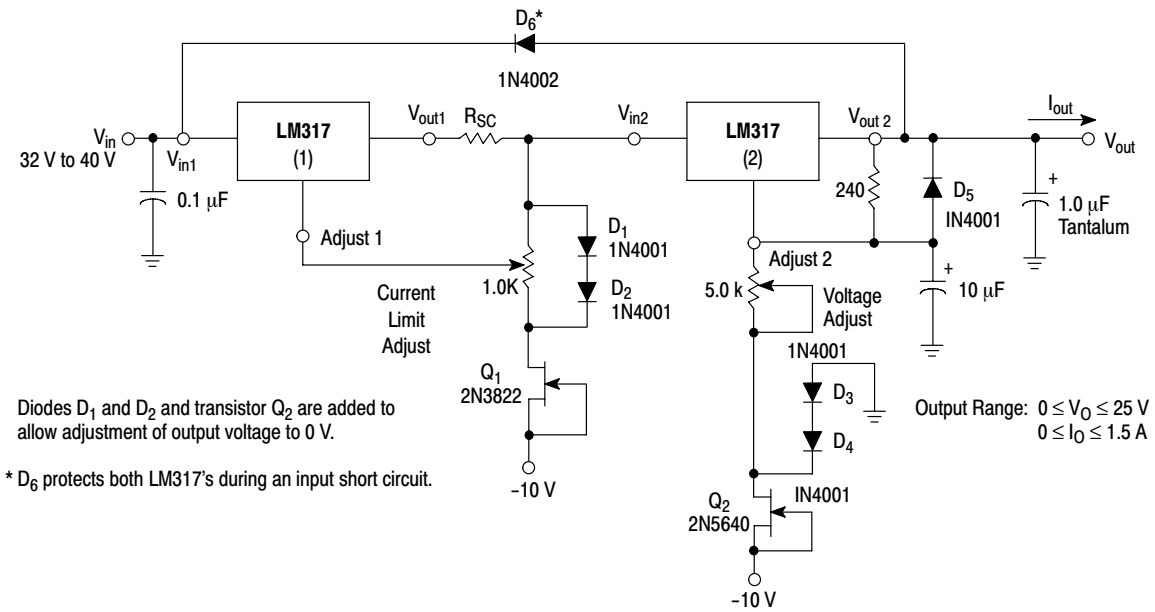 D6*
1N4002
Vin
32 V to 40 V
Vin1
0.1 μF
LM317
(1)
Vout1
RSC
Vin2
LM317
(2)
Vout 2
Iout
Vout
240
D5
IN4001
+
1.0 μF
Tantalum
Adjust 1
D1
1N4001
1.0K
D2
1N4001
Current
Limit
Adjust
Adjust 2
5.0 k
Voltage
Adjust
+
10 μF
1N4001
D3
D4
IN4001
Q1
2N3822
-10 V
Q2
2N5640
-10 V
Output Range: 0 ≤ VO ≤ 25 V
0 ≤ IO ≤ 1.5 A
Diodes D1 and D2 and transistor Q2 are added to
allow adjustment of output voltage to 0 V.
* D6 protects both LM317's during an input short circuit.